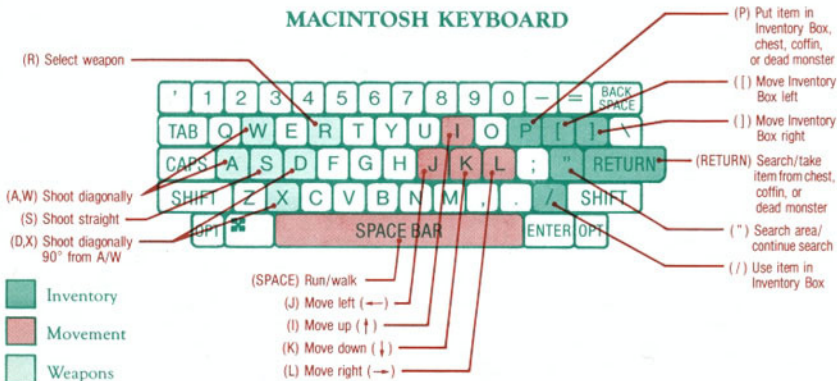 MACINTOSH KEYBOARD
(P) Put item in
Inventory Box,
chest, coffin,
or dead monster
(R) Select weapon
([) Move Inventory
Box left
(]) Move Inventory
Box right
' 1 2 3 4 5 6 7 8 9 0 – = BACK SPACE
TAB Q W E R T Y U I O P [ ] \
CAPS A S D F G H J K L ; " RETURN
SHIFT Z X C V B N M , . / SHIFT
OPT ⌘ SPACE BAR ENTER OPT
(RETURN) Search/take
item from chest,
coffin, or
dead monster
(") Search area/
continue search
(/) Use item in
Inventory Box
(A,W) Shoot diagonally
(S) Shoot straight
(D,X) Shoot diagonally
90° from A/W
(SPACE) Run/walk
(J) Move left (←)
(I) Move up (↑)
(K) Move down (↓)
(L) Move right (→)
Inventory
Movement
Weapons